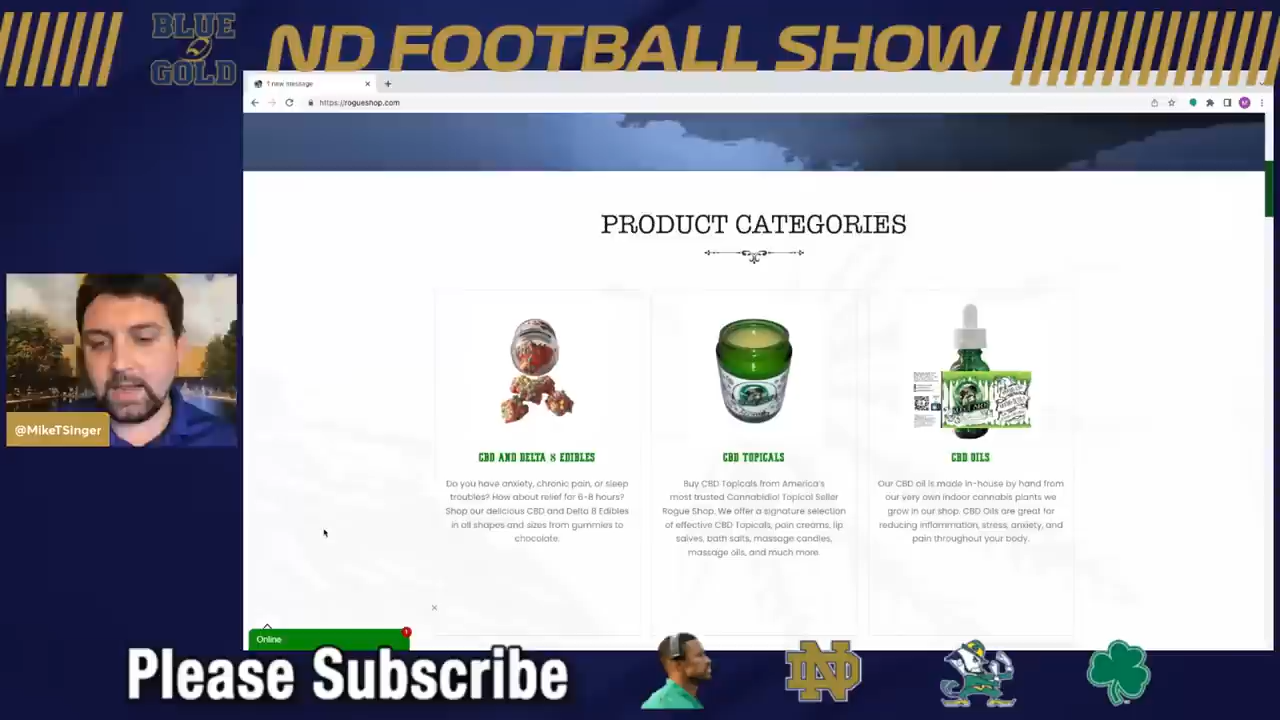 BLUE
GOLD
ND FOOTBALL SHOW
1 new message
https://rogueshop.com
M
PRODUCT CATEGORIES
CBD AND DELTA 8 EDIBLES
Do you have anxiety, chronic pain, or sleep
troubles? How about relief for 6-8 hours?
Shop our delicious CBD and Delta 8 Edibles
in all shapes and sizes from gummies to
chocolate.
CBD TOPICALS
Buy CBD Topicals from America's
most trusted Cannabidiol Topical Seller
Rogue Shop. We offer a signature selection
of effective CBD Topicals, pain creams, lip
salves, bath salts, massage candles,
massage oils, and much more.
CBD OILS
Our CBD oil is made in-house by hand from
our very own indoor cannabis plants we
grow in our shop. CBD Oils are great for
reducing inflammation, stress, anxiety, and
pain throughout your body.
@MikeTSinger
Online
1
Please Subscribe
ND